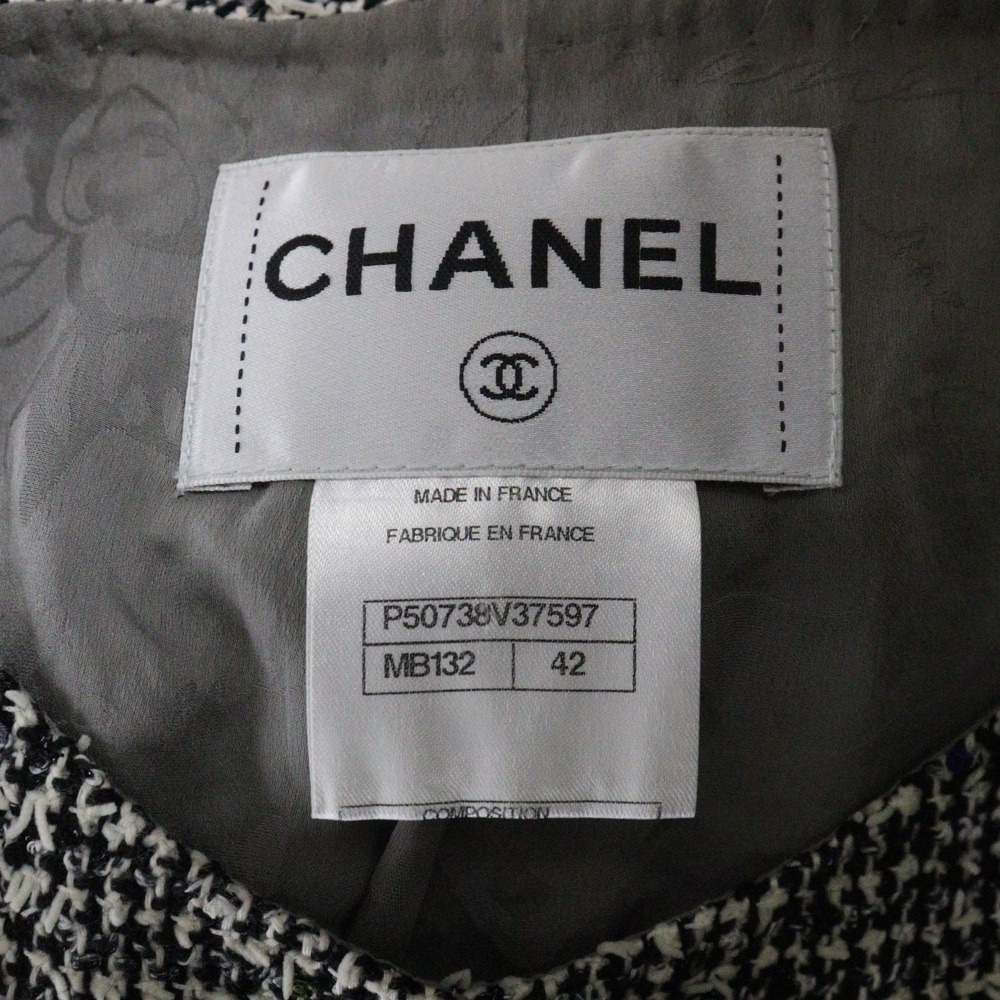 CHANEL
MADE IN FRANCE
FABRIQUE EN FRANCE
P50738V37597
MB132 42
COMPOSITION